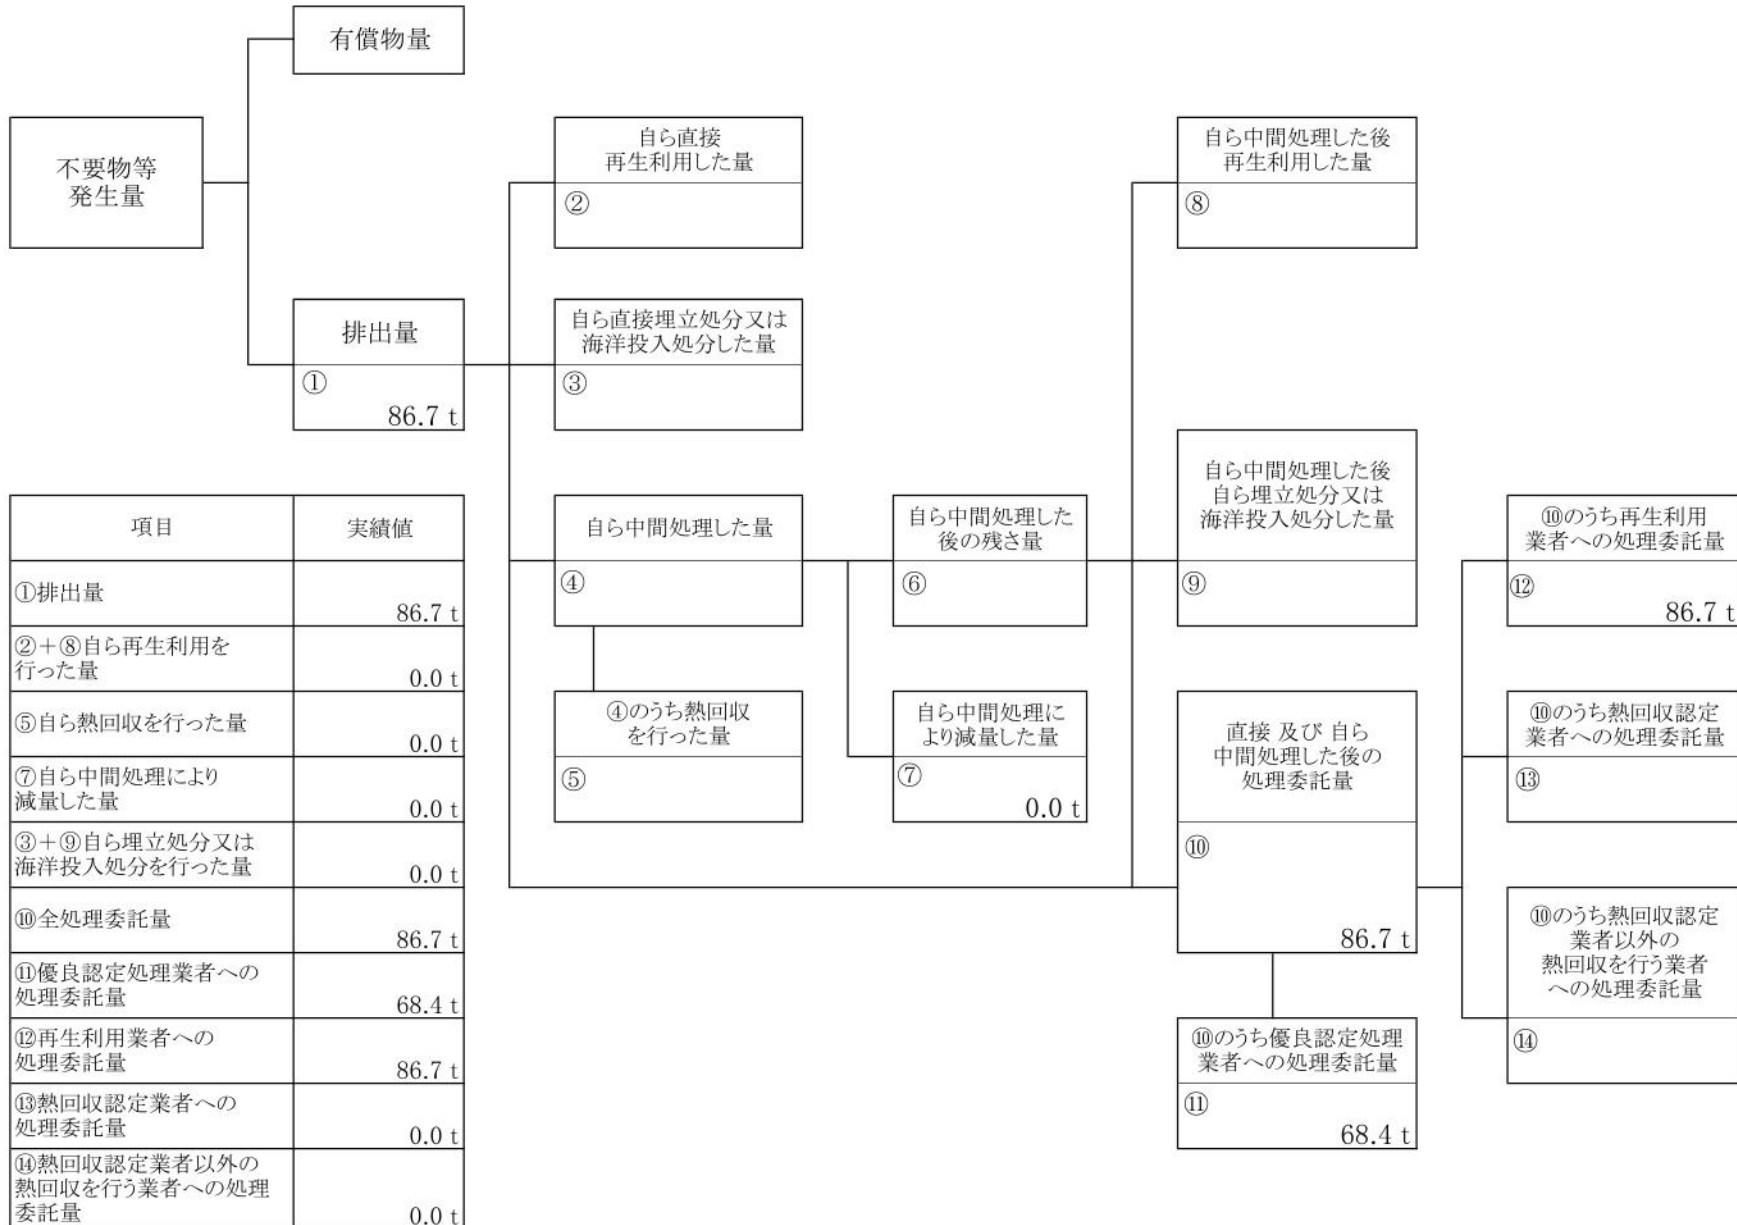 有償物量
不要物等
発生量
排出量
①
86.7 t
自ら直接
再生利用した量
②
自ら直接埋立処分又は
海洋投入処分した量
③
自ら中間処理した量
④
④のうち熱回収
を行った量
⑤
自ら中間処理した
後の残さ量
⑥
自ら中間処理に
より減量した量
⑦
0.0 t
自ら中間処理した後
再生利用した量
⑧
自ら中間処理した後
自ら埋立処分又は
海洋投入処分した量
⑨
直接 及び 自ら
中間処理した後の
処理委託量
⑩
86.7 t
⑩のうち優良認定処理
業者への処理委託量
⑪
68.4 t
⑩のうち再生利用
業者への処理委託量
⑫
86.7 t
⑩のうち熱回収認定
業者への処理委託量
⑬
⑩のうち熱回収認定
業者以外の
熱回収を行う業者
への処理委託量
⑭
項目 実績値
①排出量
86.7 t
②＋⑧自ら再生利用を
行った量
0.0 t
⑤自ら熱回収を行った量
0.0 t
⑦自ら中間処理により
減量した量
0.0 t
③＋⑨自ら埋立処分又は
海洋投入処分を行った量
0.0 t
⑩全処理委託量
86.7 t
⑪優良認定処理業者への
処理委託量
68.4 t
⑫再生利用業者への
処理委託量
86.7 t
⑬熱回収認定業者への
処理委託量
0.0 t
⑭熱回収認定業者以外の
熱回収を行う業者への処理
委託量
0.0 t